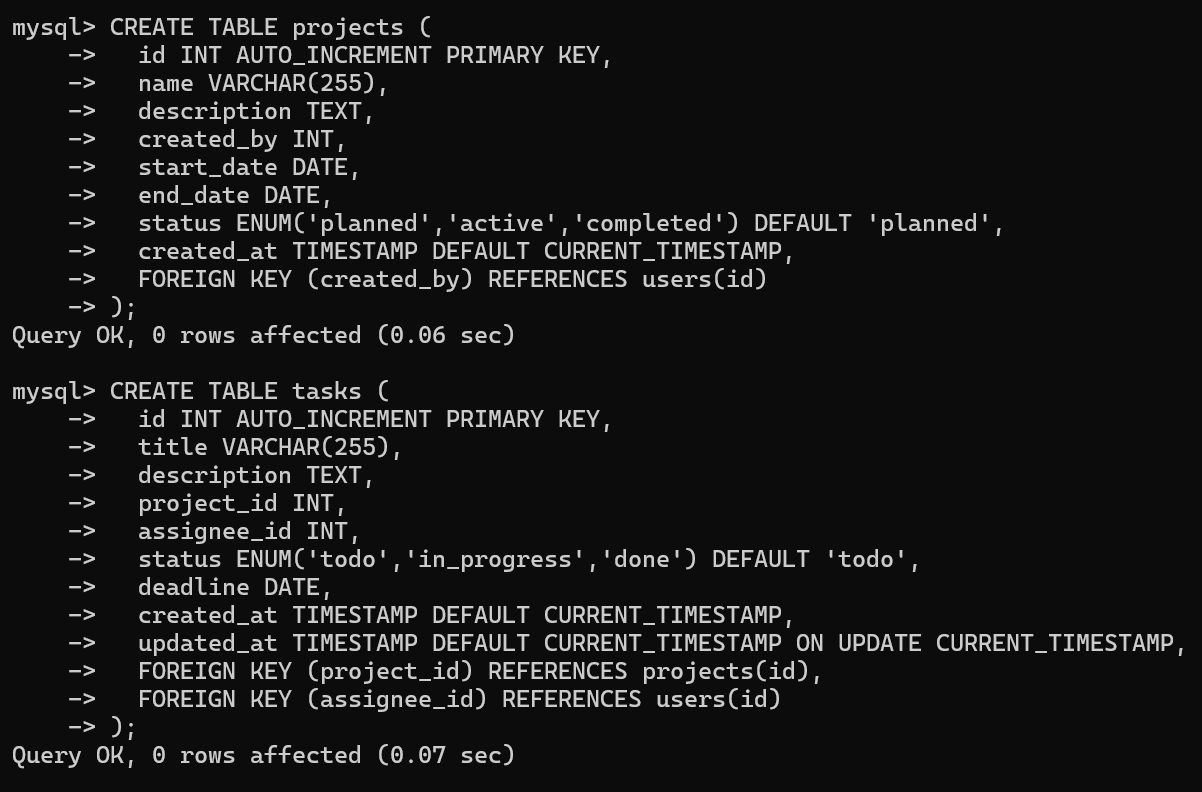 mysql> CREATE TABLE projects (
    ->   id INT AUTO_INCREMENT PRIMARY KEY,
    ->   name VARCHAR(255),
    ->   description TEXT,
    ->   created_by INT,
    ->   start_date DATE,
    ->   end_date DATE,
    ->   status ENUM('planned','active','completed') DEFAULT 'planned',
    ->   created_at TIMESTAMP DEFAULT CURRENT_TIMESTAMP,
    ->   FOREIGN KEY (created_by) REFERENCES users(id)
    -> );
Query OK, 0 rows affected (0.06 sec)

mysql> CREATE TABLE tasks (
    ->   id INT AUTO_INCREMENT PRIMARY KEY,
    ->   title VARCHAR(255),
    ->   description TEXT,
    ->   project_id INT,
    ->   assignee_id INT,
    ->   status ENUM('todo','in_progress','done') DEFAULT 'todo',
    ->   deadline DATE,
    ->   created_at TIMESTAMP DEFAULT CURRENT_TIMESTAMP,
    ->   updated_at TIMESTAMP DEFAULT CURRENT_TIMESTAMP ON UPDATE CURRENT_TIMESTAMP,
    ->   FOREIGN KEY (project_id) REFERENCES projects(id),
    ->   FOREIGN KEY (assignee_id) REFERENCES users(id)
    -> );
Query OK, 0 rows affected (0.07 sec)